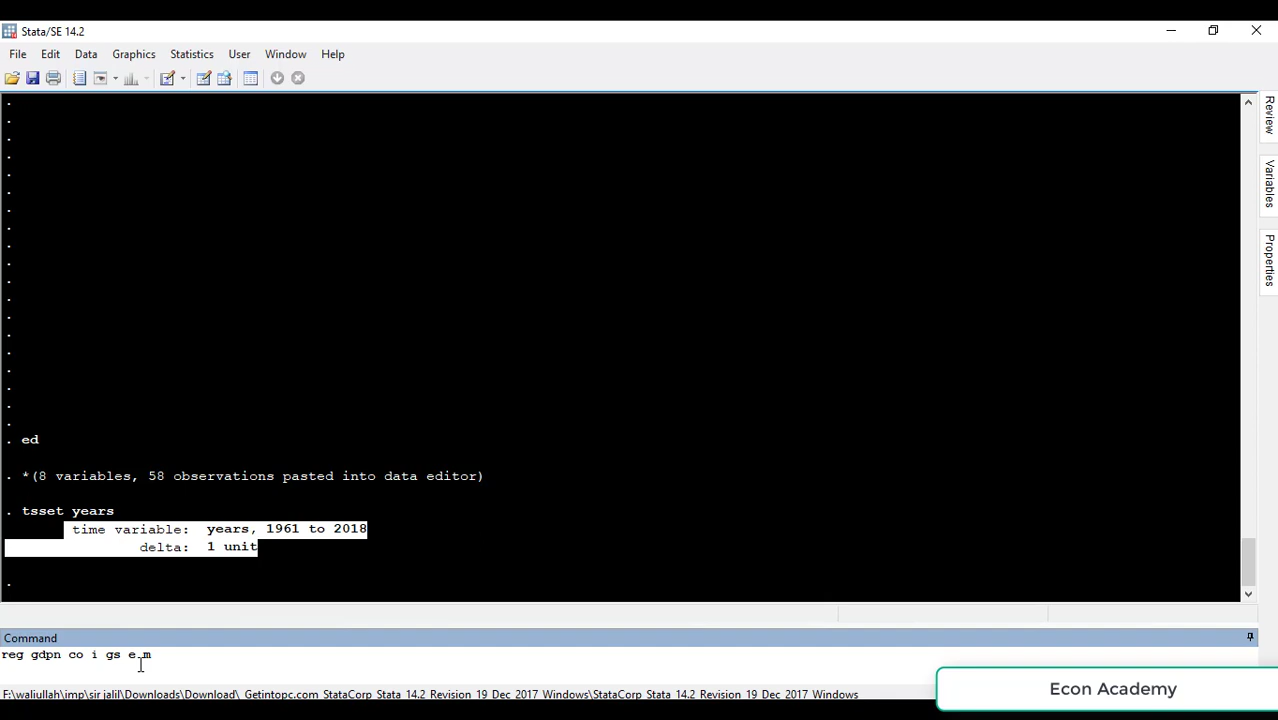 Stata/SE 14.2
File Edit Data Graphics Statistics User Window Help
Review
Variables
Properties
. ed
. *(8 variables, 58 observations pasted into data editor)
. tsset years
time variable: years, 1961 to 2018
delta: 1 unit
.
Command
reg gdpn co i gs e m
F:\waliullah\imp\sir jalil\Downloads\Download\_Getintopc.com_StataCorp_Stata_14.2_Revision_19_Dec_2017_Windows\StataCorp_Stata_14.2_Revision_19_Dec_2017_Windows
Econ Academy